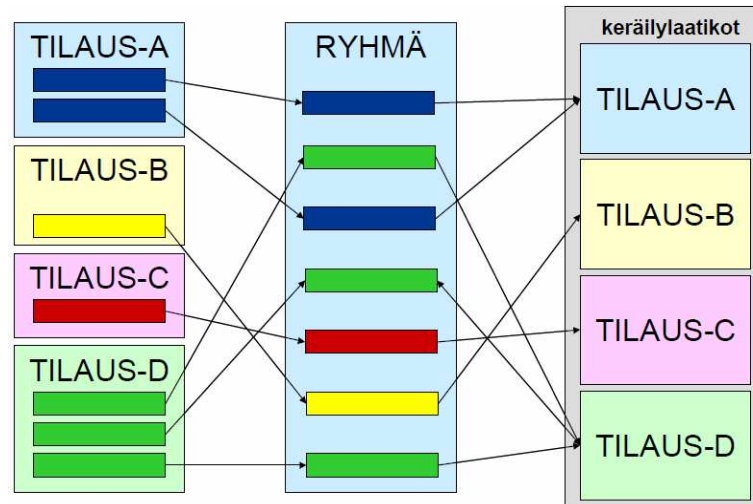 TILAUS-A
TILAUS-B
TILAUS-C
TILAUS-D
RYHMÄ
keräilylaatikot
TILAUS-A
TILAUS-B
TILAUS-C
TILAUS-D